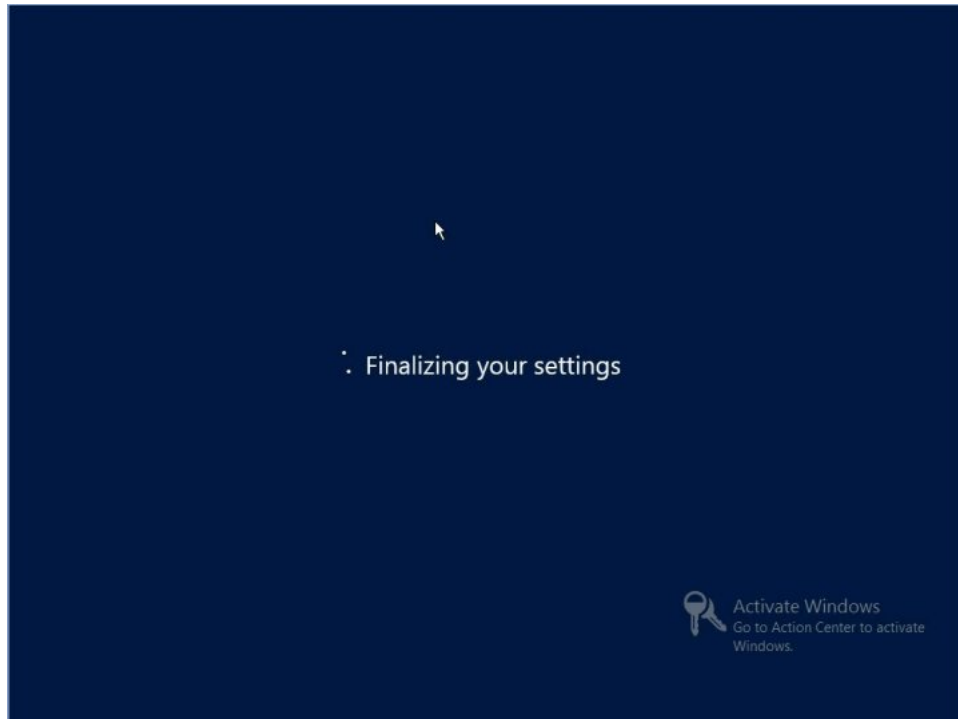 Finalizing your settings
Activate Windows
Go to Action Center to activate
Windows.